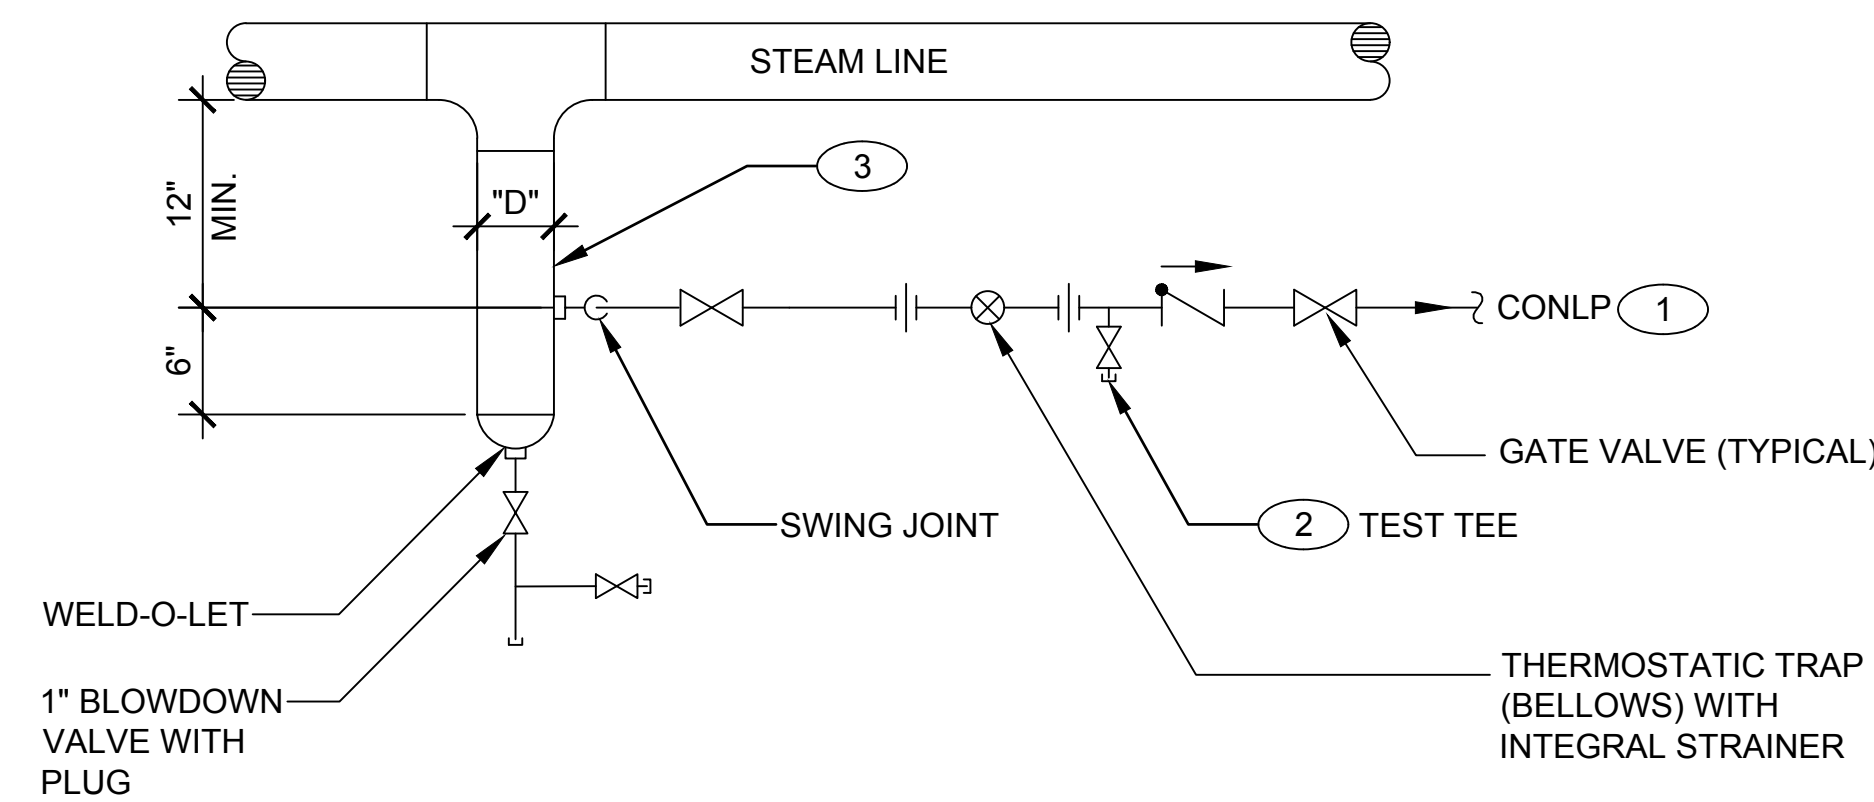 STEAM LINE
12"
MIN.
"D"
3
6"
CONLP 1
GATE VALVE (TYPICAL)
SWING JOINT
2 TEST TEE
WELD-O-LET
1" BLOWDOWN
VALVE WITH
PLUG
THERMOSTATIC TRAP
(BELLOWS) WITH
INTEGRAL STRAINER